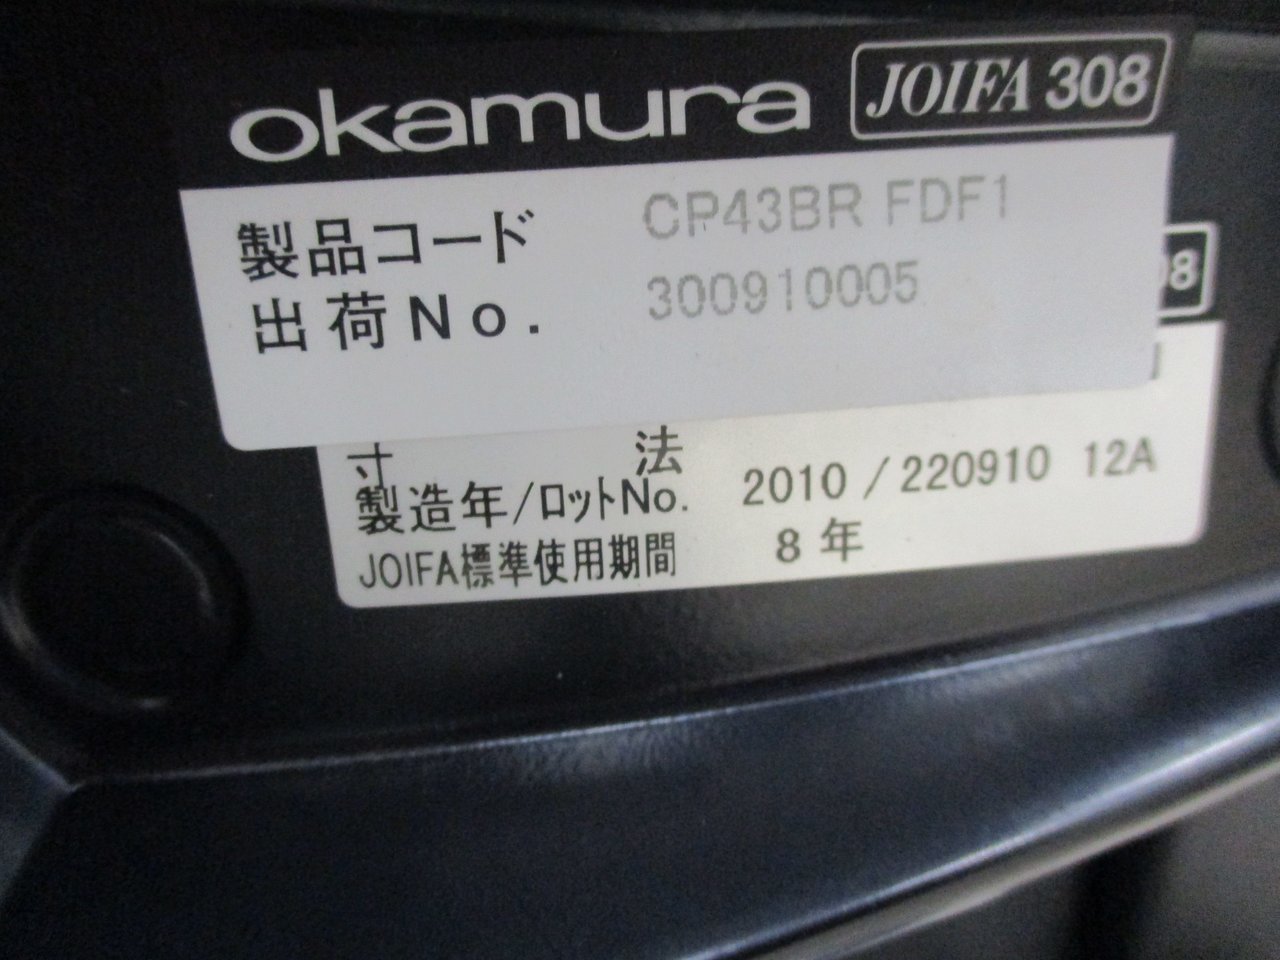 okamura JOIFA 308
製品コード CP43BR FDF1
出荷No. 300910005
08
寸法
製造年/ロットNo. 2010 / 220910 12A
JOIFA標準使用期間 8年